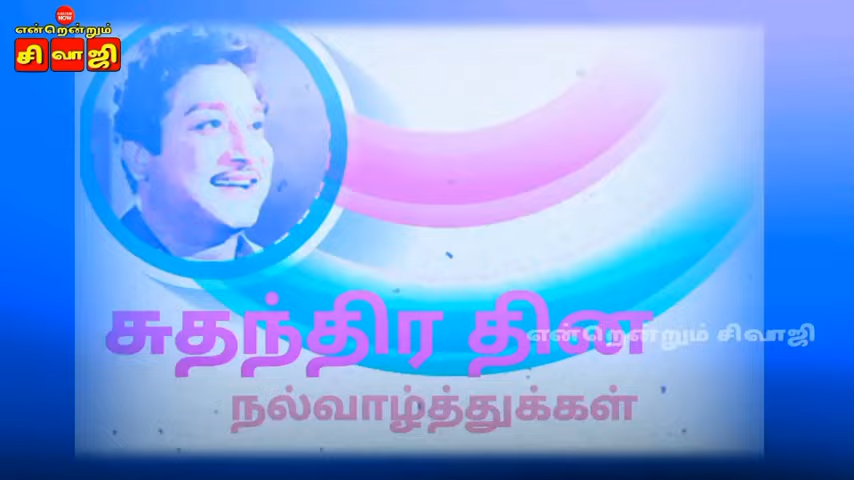 என்றென்றும்
சிவாஜி
சுதந்திர தின
என்றென்றும் சிவாஜி
நல்வாழ்த்துக்கள்